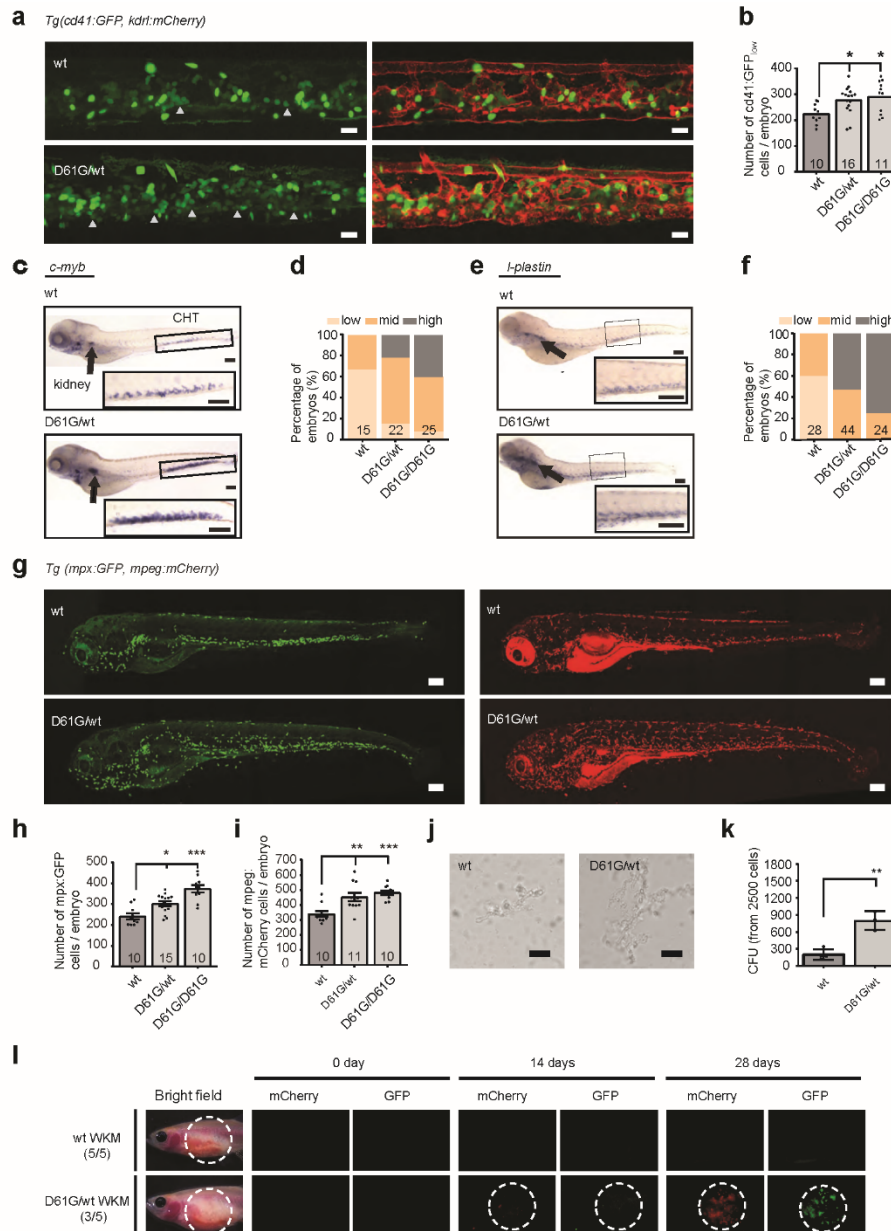 a Tg(cd41:GFP, kdrl:mCherry)
wt
D61G/wt
b
Number of cd41:GFPlow
cells / embryo
400
300
200
100
0
* *
10 16 11
wt D61G/wt D61G/D61G
c c-myb
wt
CHT
kidney
D61G/wt
d
low mid high
Percentage of
embryos (%)
100
80
60
40
20
0
15 22 25
wt D61G/wt D61G/D61G
e l-plastin
wt
D61G/wt
f
low mid high
Percentage of
embryos (%)
100
80
60
40
20
0
28 44 24
wt D61G/wt D61G/D61G
g Tg (mpx:GFP, mpeg:mCherry)
wt wt
D61G/wt D61G/wt
h
Number of mpx:GFP
cells / embryo
500
400
300
200
100
0
* ***
10 15 10
wt D61G/wt D61G/D61G
i
Number of mpeg:
mCherry cells / embryo
700
600
500
400
300
200
100
0
** ***
10 11 10
wt D61G/wt D61G/D61G
j
wt D61G/wt
k
CFU (from 2500 cells)
1800
1500
1200
900
600
300
0
**
wt D61G/wt
l
0 day 14 days 28 days
Bright field mCherry GFP mCherry GFP mCherry GFP
wt WKM
(5/5)
D61G/wt WKM
(3/5)